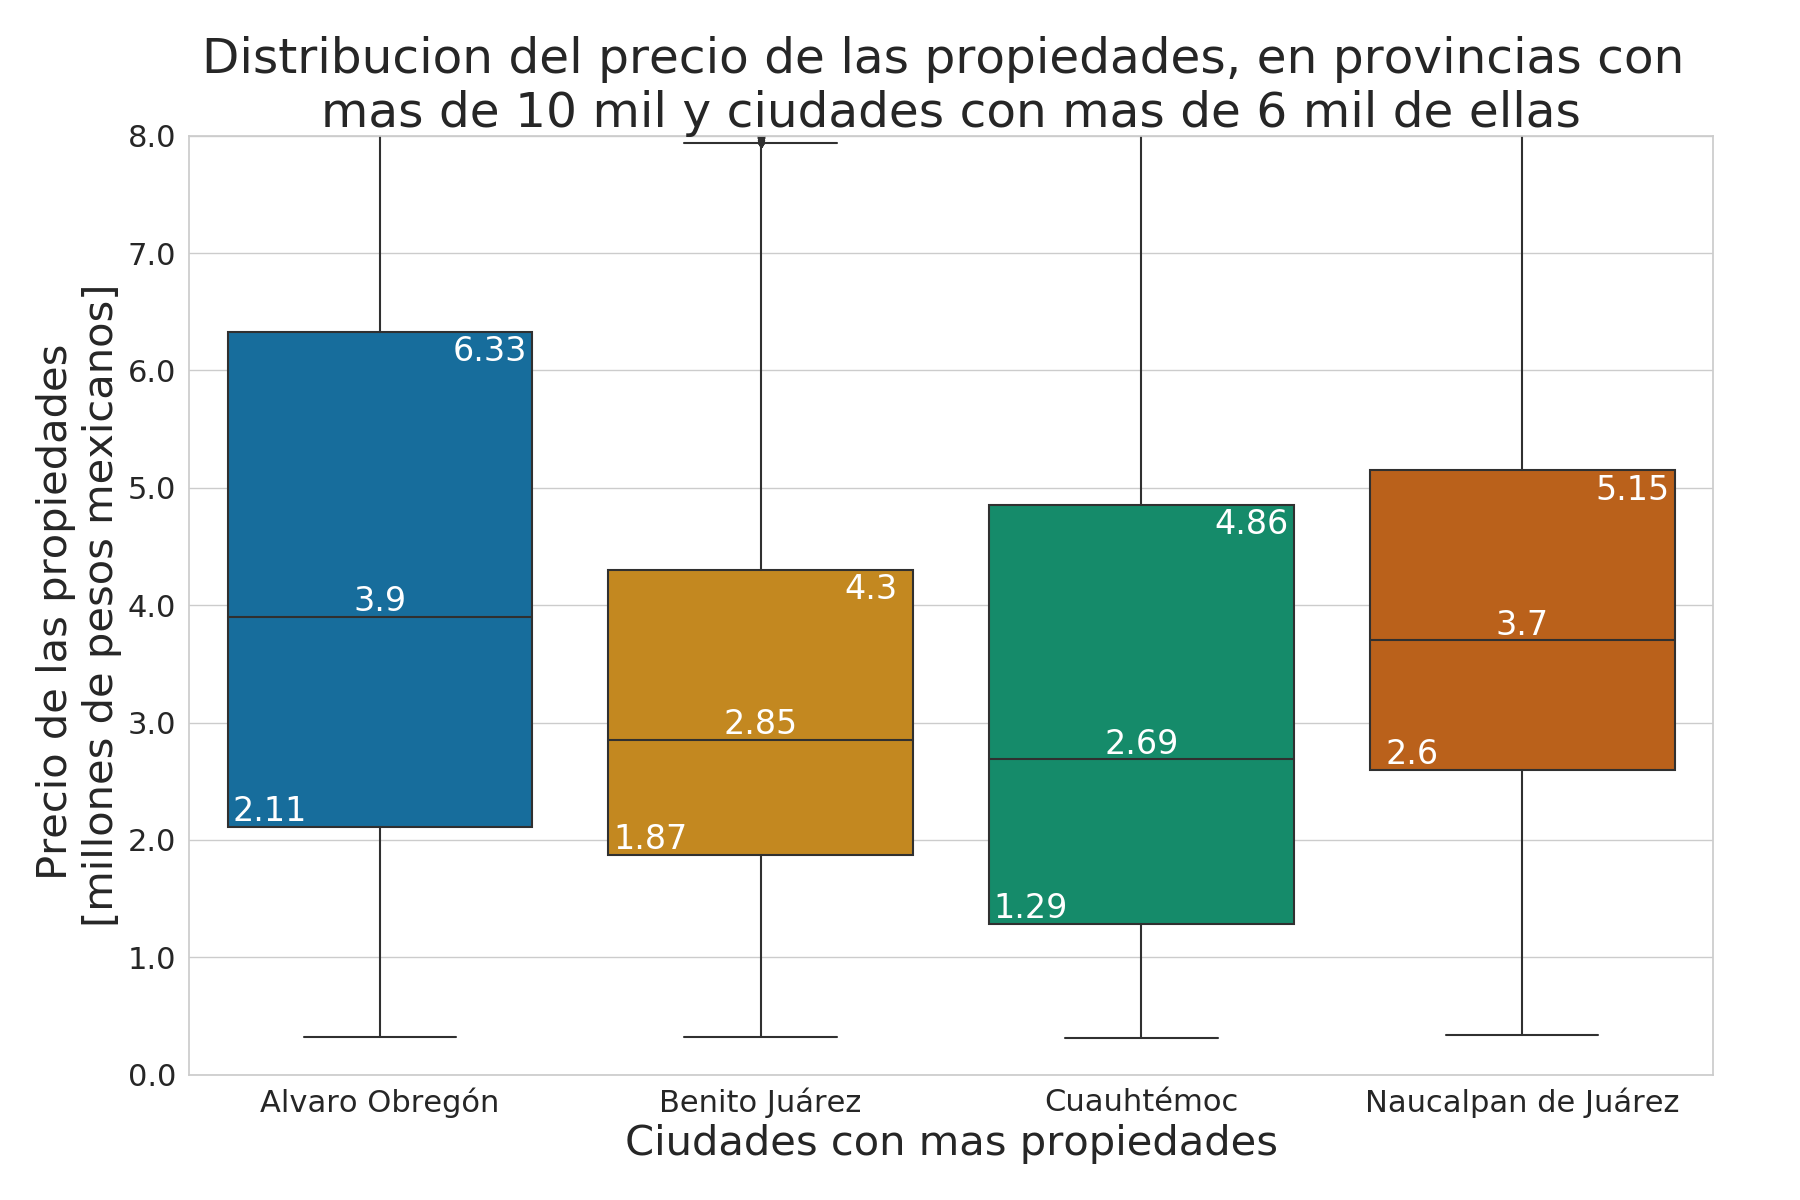 Distribucion del precio de las propiedades, en provincias con
mas de 10 mil y ciudades con mas de 6 mil de ellas
Precio de las propiedades
[millones de pesos mexicanos]
8.0
7.0
6.0
5.0
4.0
3.0
2.0
1.0
0.0
6.33
3.9
2.11
4.3
2.85
1.87
4.86
2.69
1.29
5.15
3.7
2.6
Alvaro Obregón
Benito Juárez
Cuauhtémoc
Naucalpan de Juárez
Ciudades con mas propiedades